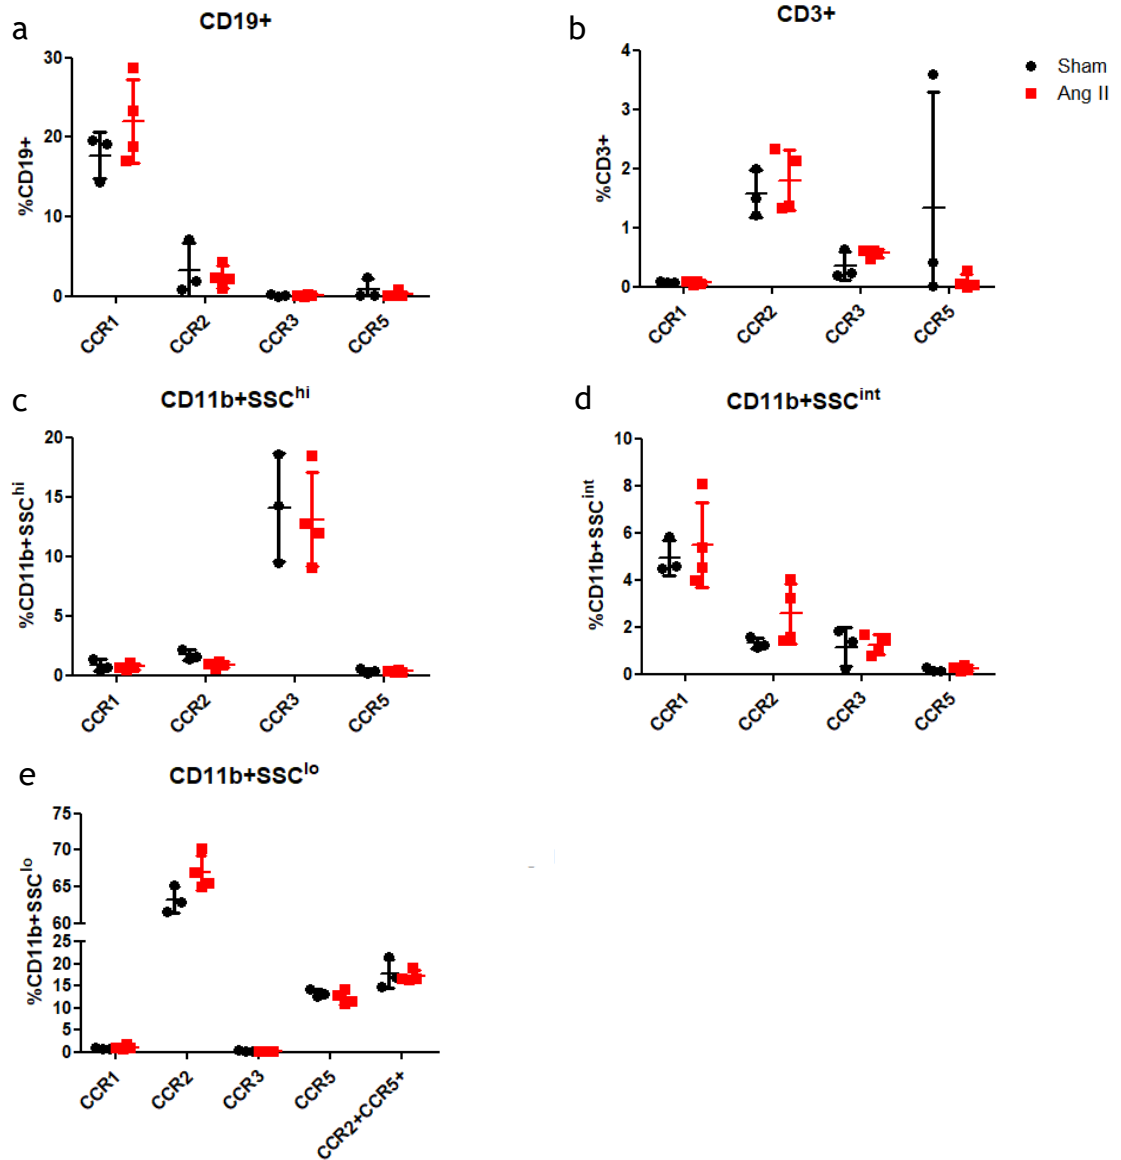 a
CD19+
%CD19+
30
20
10
0
CCR1
CCR2
CCR3
CCR5
b
CD3+
%CD3+
4
3
2
1
0
CCR1
CCR2
CCR3
CCR5
Sham
Ang II
c
CD11b+SSChi
%CD11b+SSChi
20
15
10
5
0
CCR1
CCR2
CCR3
CCR5
d
CD11b+SSCint
%CD11b+SSCint
10
8
6
4
2
0
CCR1
CCR2
CCR3
CCR5
e
CD11b+SSClo
%CD11b+SSClo
75
70
65
60
25
20
15
10
5
0
CCR1
CCR2
CCR3
CCR5
CCR2+CCR5+